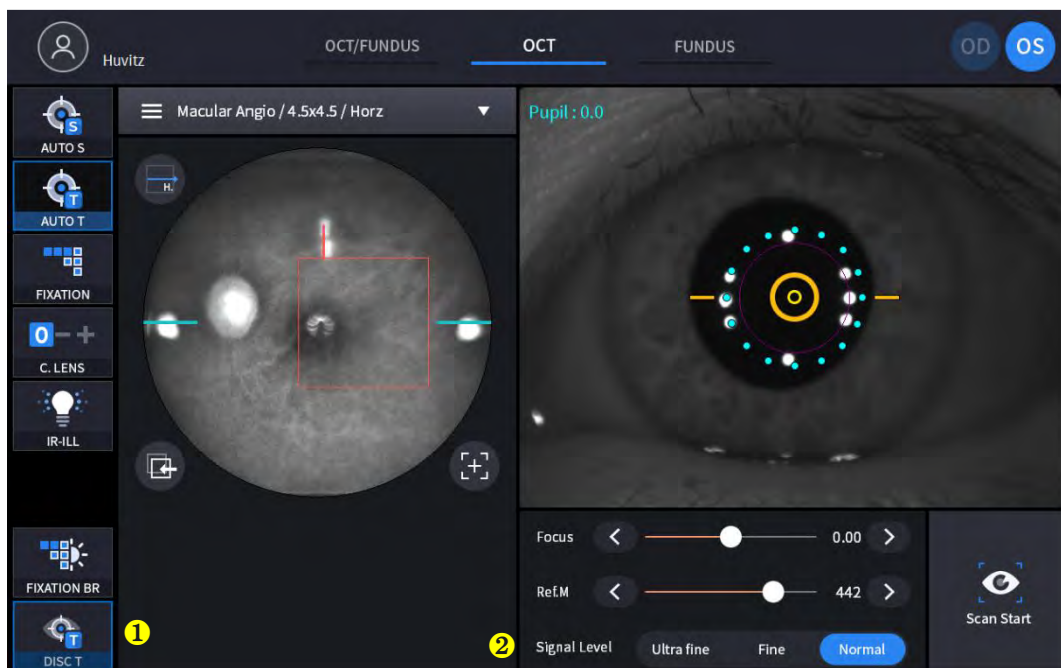 Huvitz
OCT/FUNDUS OCT FUNDUS
OD OS
S
AUTO S
T
AUTO T
FIXATION
0 - +
C. LENS
IR-ILL
FIXATION BR
T
DISC T
❶
Macular Angio / 4.5x4.5 / Horz
H.
Pupil : 0.0
Focus 0.00
Ref.M 442
❷ Signal Level Ultra fine Fine Normal
Scan Start